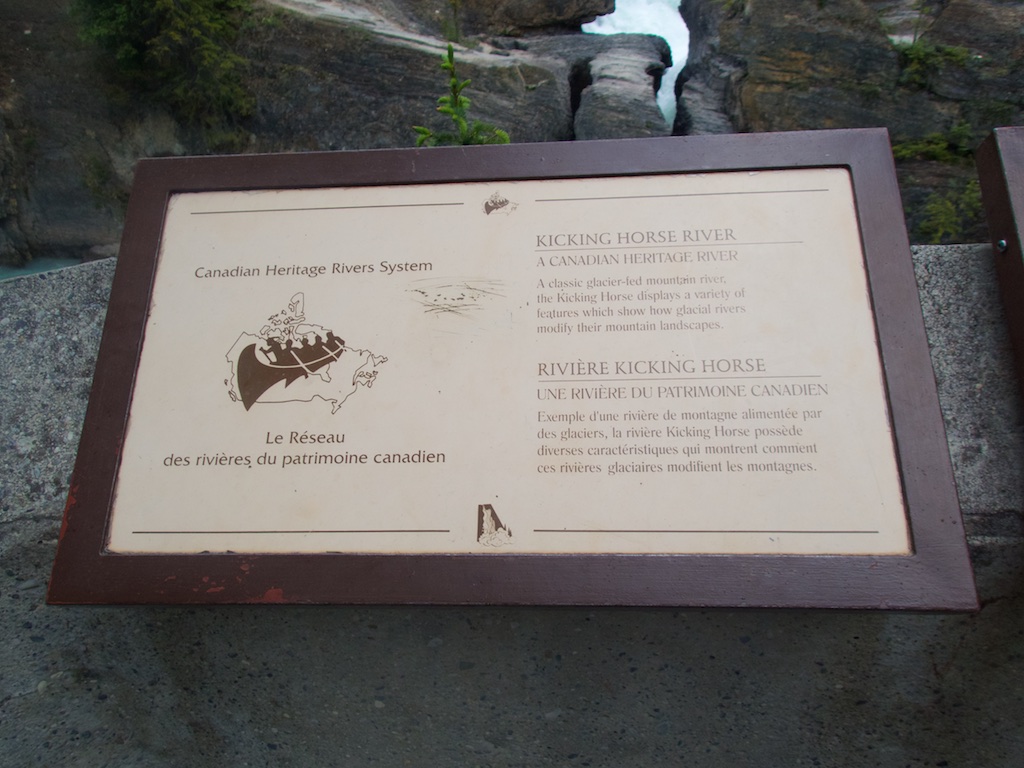 Canadian Heritage Rivers System
Le Réseau
des rivières du patrimoine canadien
KICKING HORSE RIVER
A CANADIAN HERITAGE RIVER
A classic glacier-fed mountain river,
the Kicking Horse displays a variety of
features which show how glacial rivers
modify their mountain landscapes.
RIVIÈRE KICKING HORSE
UNE RIVIÈRE DU PATRIMOINE CANADIEN
Exemple d'une rivière de montagne alimentée par
des glaciers, la rivière Kicking Horse possède
diverses caractéristiques qui montrent comment
ces rivières glaciaires modifient les montagnes.